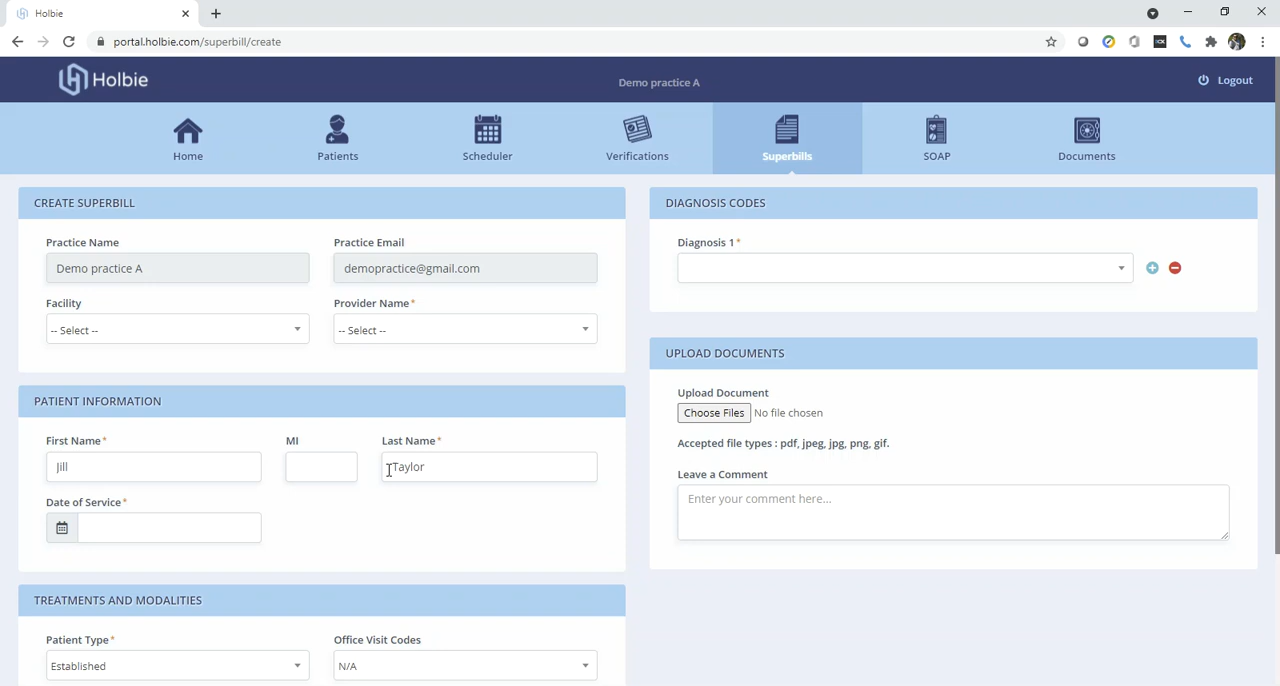 Holbie
portal.holbie.com/superbill/create
Holbie
Demo practice A
Logout
Home
Patients
Scheduler
Verifications
Superbills
SOAP
Documents
CREATE SUPERBILL
Practice Name
Practice Email
Demo practice A
demopractice@gmail.com
Facility
Provider Name*
-- Select --
-- Select --
PATIENT INFORMATION
First Name*
MI
Last Name*
Jill
Taylor
Date of Service*
TREATMENTS AND MODALITIES
Patient Type*
Office Visit Codes
Established
N/A
DIAGNOSIS CODES
Diagnosis 1*
UPLOAD DOCUMENTS
Upload Document
Choose Files No file chosen
Accepted file types : pdf, jpeg, jpg, png, gif.
Leave a Comment
Enter your comment here...